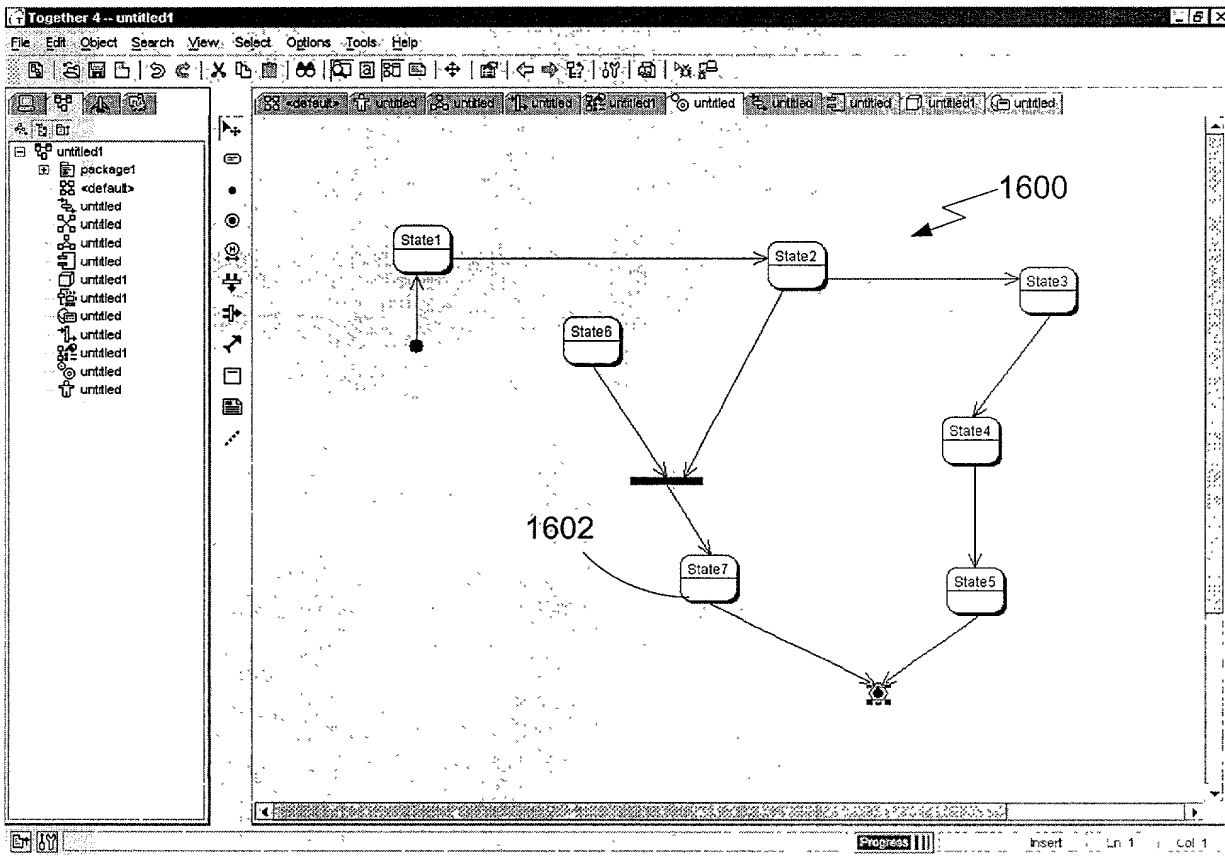 Together 4 -- untitled1
File Edit Object Search View Select Options Tools Help
<default> untitled untitled untitled untitled1 untitled untitled untitled untitled1 untitled
untitled1
package1
<default>
untitled
untitled
untitled
untitled
untitled1
untitled1
untitled
untitled
untitled1
untitled
untitled
1600
State1
State2
State3
State6
State4
1602
State7
State5
Progress
Insert
Ln 1
Col 1